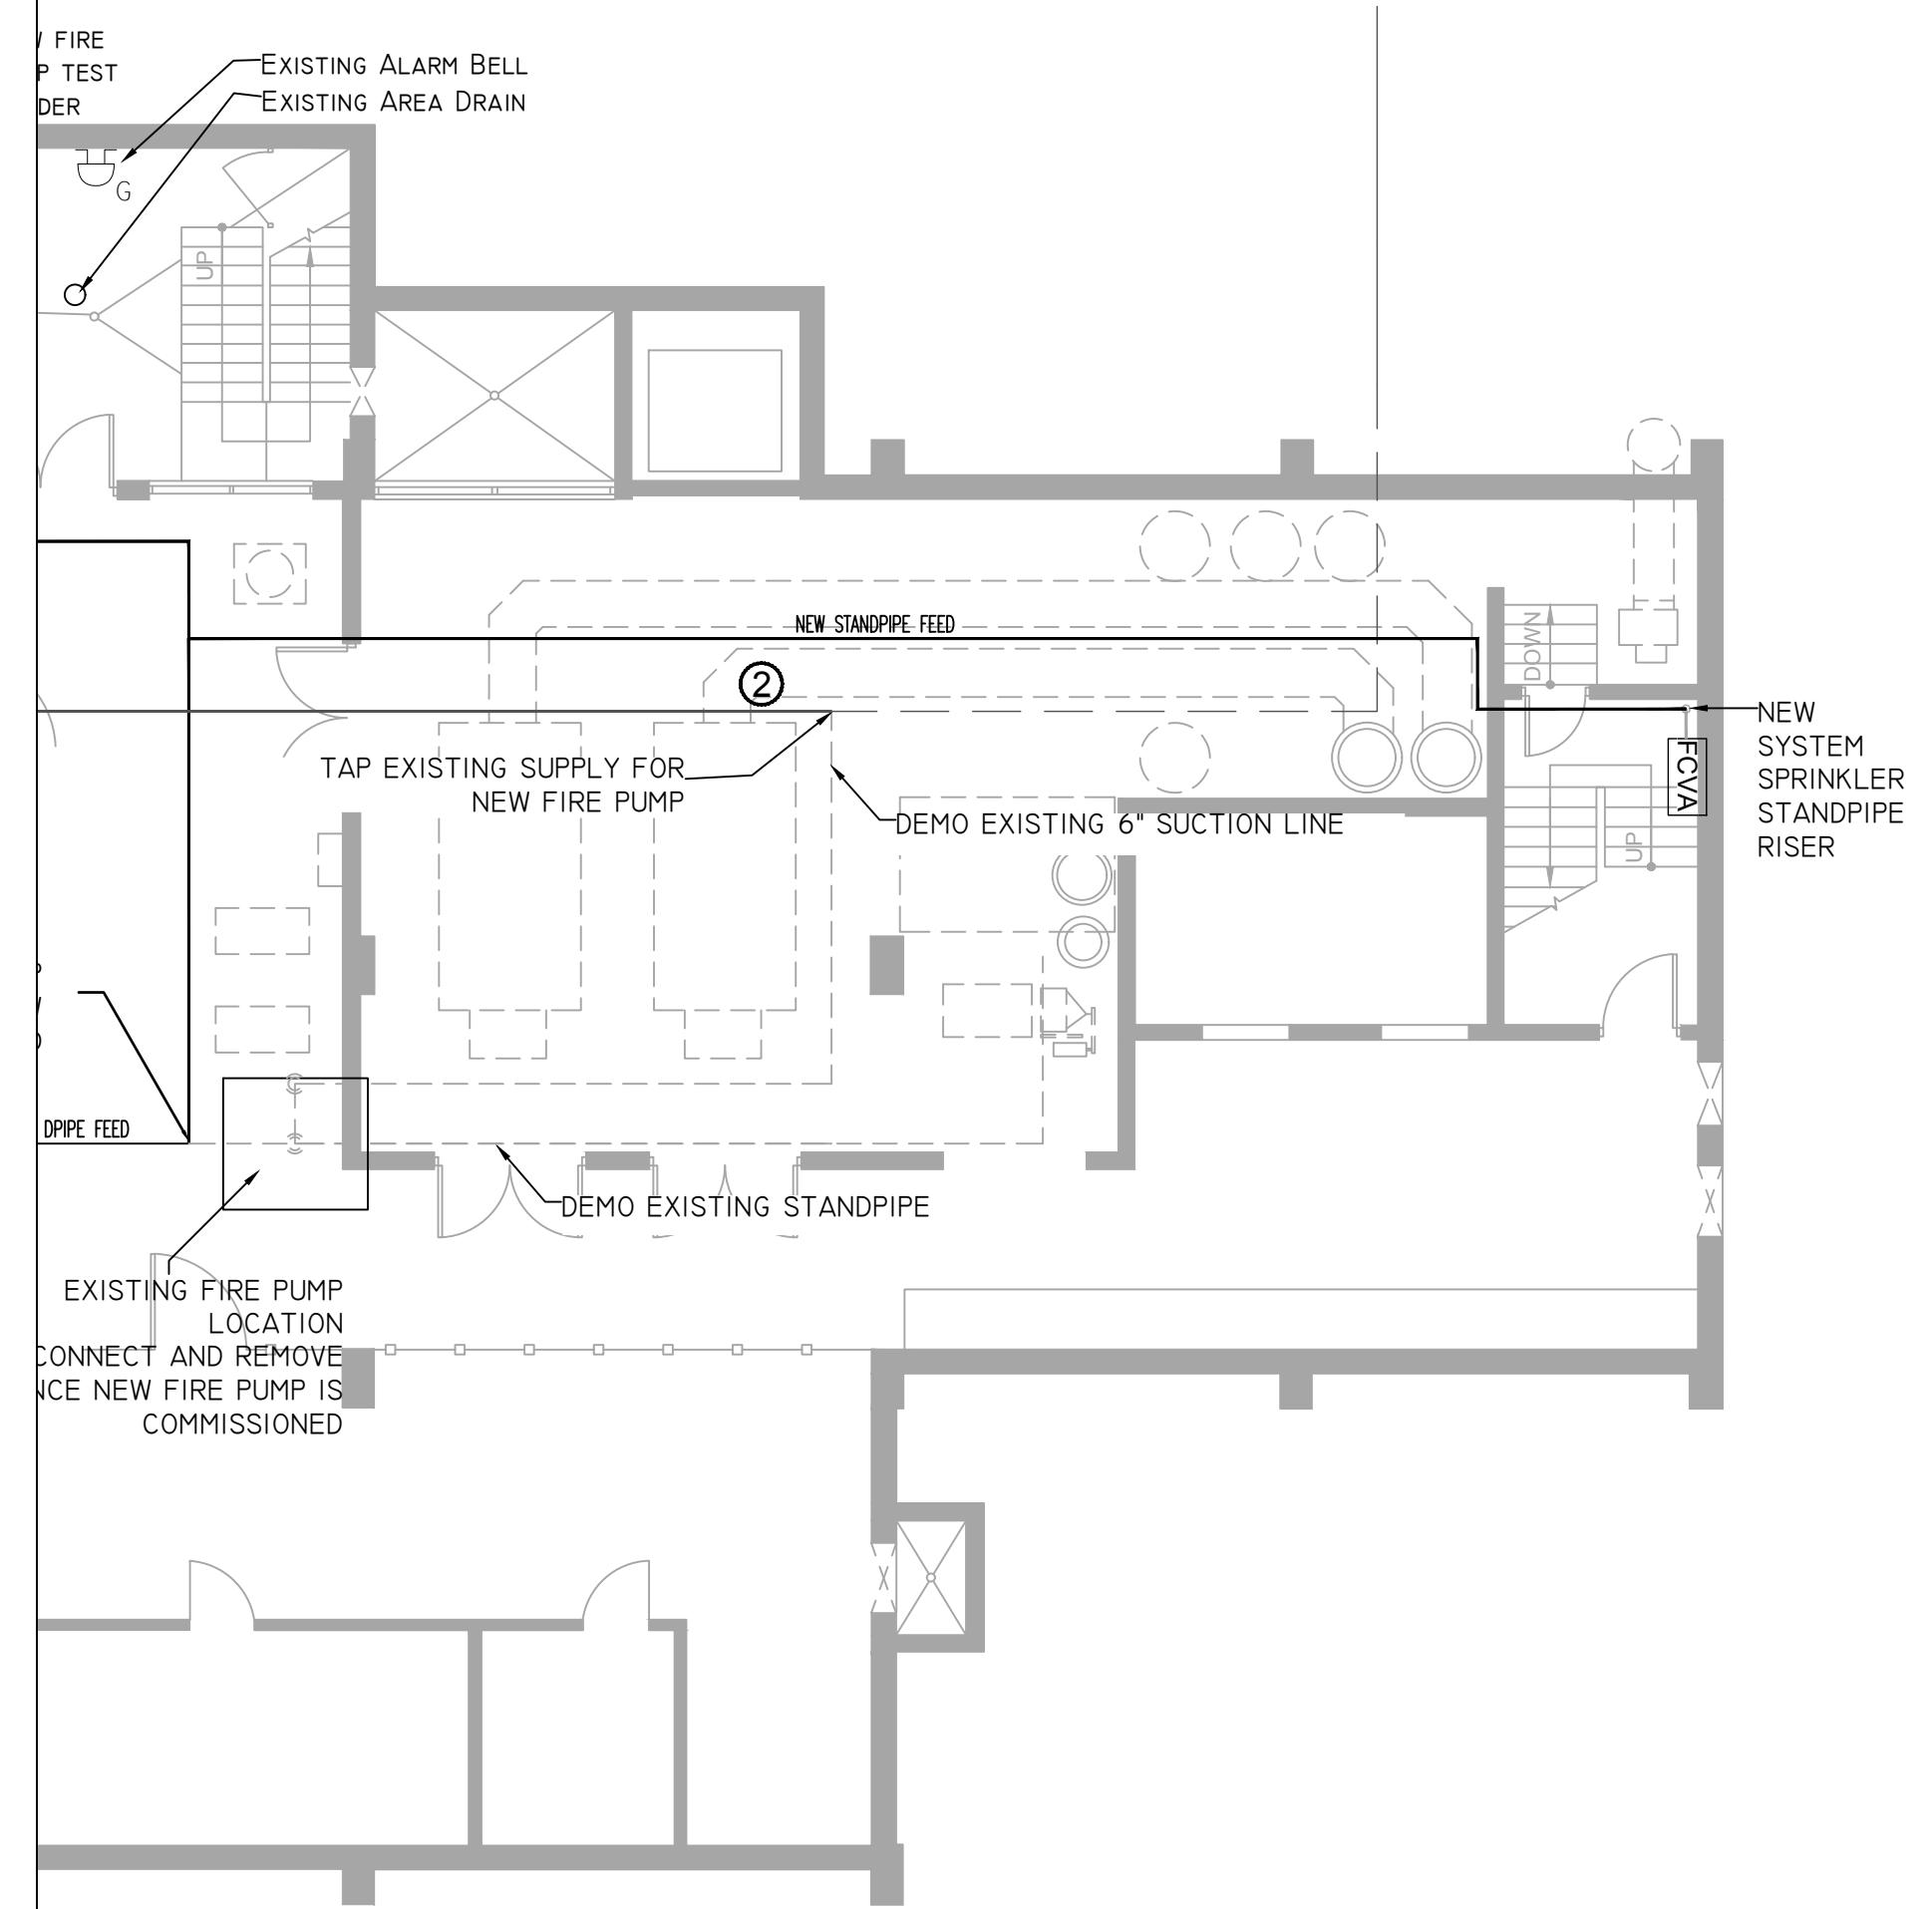 FIRE
P TEST
DER
EXISTING ALARM BELL
EXISTING AREA DRAIN
G
UP
NEW STANDPIPE FEED
2
DOWN
TAP EXISTING SUPPLY FOR
NEW FIRE PUMP
DEMO EXISTING 6" SUCTION LINE
FCVA
NEW
SYSTEM
SPRINKLER
STANDPIPE
RISER
UP
DPIPE FEED
DEMO EXISTING STANDPIPE
EXISTING FIRE PUMP
LOCATION
CONNECT AND REMOVE
NCE NEW FIRE PUMP IS
COMMISSIONED